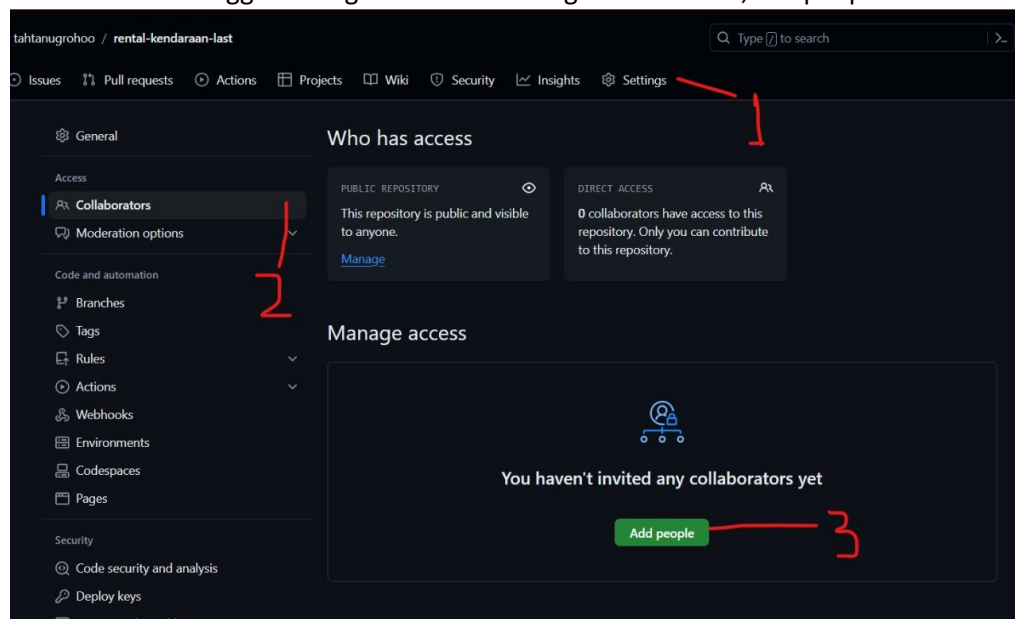 tahtanugrohoo / rental-kendaraan-last
Type / to search
Issues Pull requests Actions Projects Wiki Security Insights Settings
1
General
Access
Collaborators
Moderation options
2
Code and automation
Branches
Tags
Rules
Actions
Webhooks
Environments
Codespaces
Pages
Security
Code security and analysis
Deploy keys
Who has access
PUBLIC REPOSITORY
This repository is public and visible
to anyone.
Manage
DIRECT ACCESS
0 collaborators have access to this
repository. Only you can contribute
to this repository.
Manage access
You haven't invited any collaborators yet
Add people
3